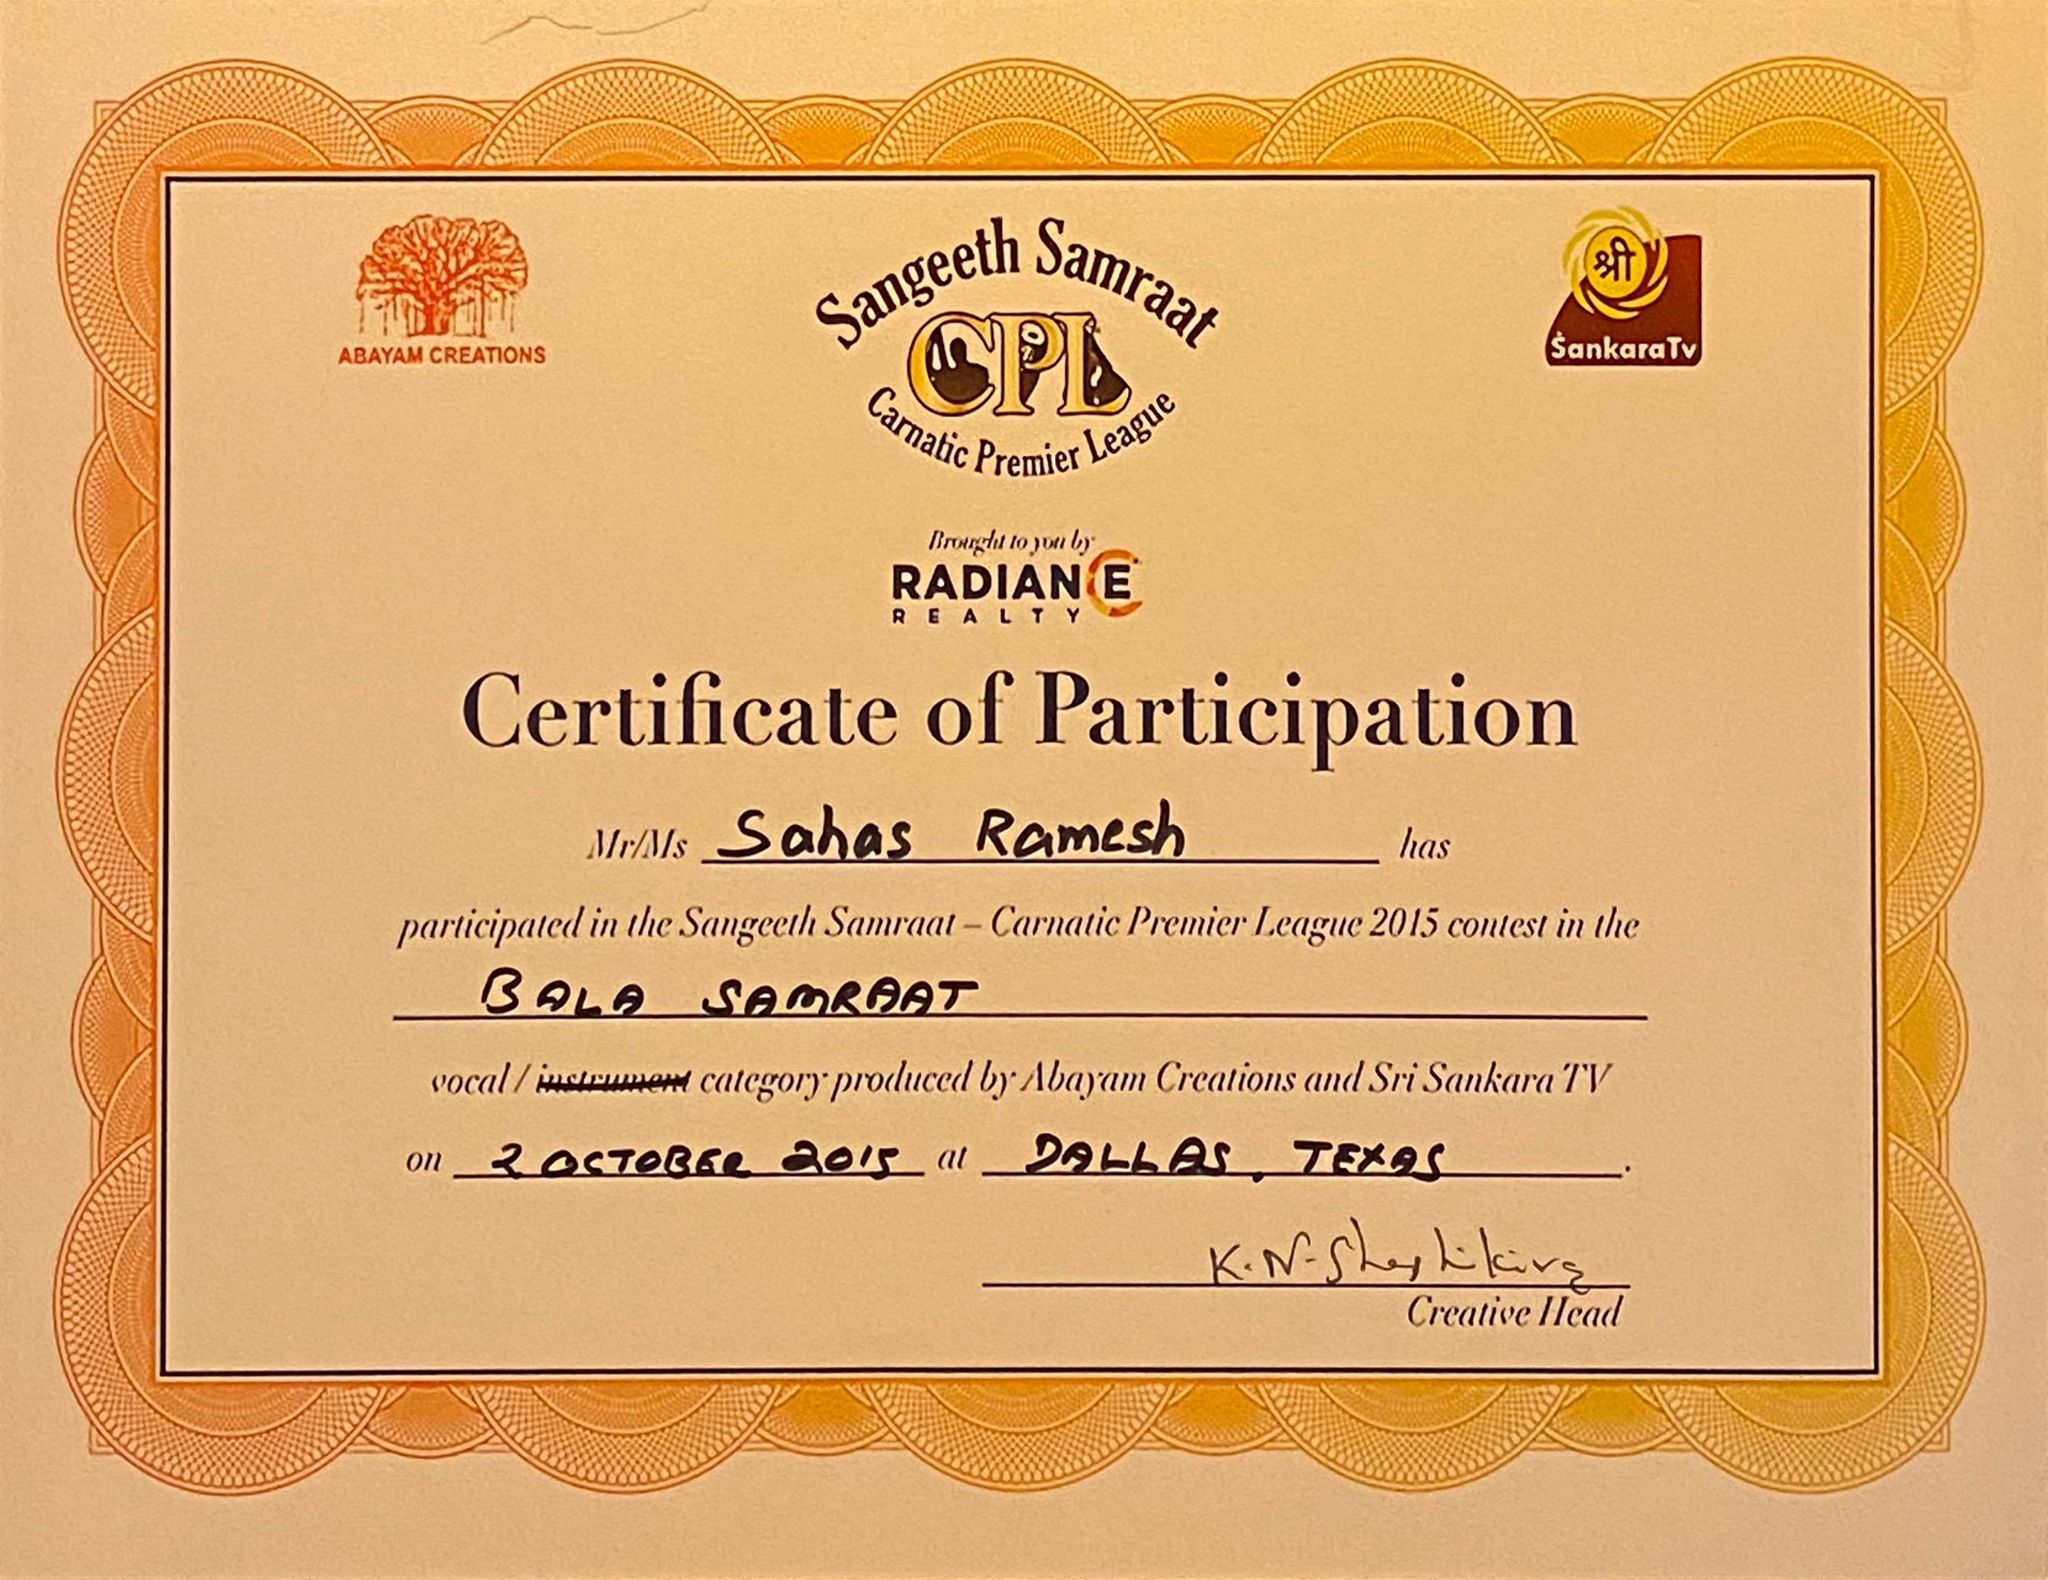 Sangeeth Samraat
ABAYAM CREATIONS
CPL
श्री
ŚankaraTv
Carnatic Premier League
Brought to you by
RADIANCE
REALTY
Certificate of Participation
Mr/Ms Sahas Ramesh has
participated in the Sangeeth Samraat – Carnatic Premier League 2015 contest in the
BALA SAMRAAT
vocal / instrument category produced by Abayam Creations and Sri Sankara TV
on 2 OCTOBER 2015 at DALLAS, TEXAS.
K.N.
Creative Head